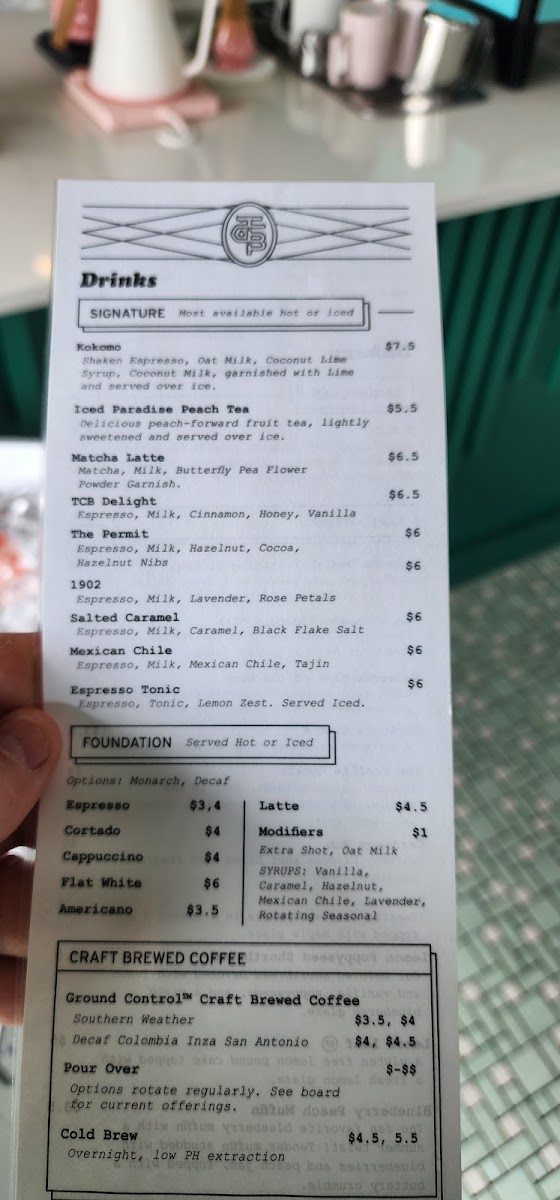 TCB
Drinks
SIGNATURE Most available hot or iced
Kokomo $7.5
Shaken Espresso, Oat Milk, Coconut Lime
Syrup, Coconut Milk, garnished with Lime
and served over ice.
Iced Paradise Peach Tea $5.5
Delicious peach-forward fruit tea, lightly
sweetened and served over ice.
Matcha Latte $6.5
Matcha, Milk, Butterfly Pea Flower
Powder Garnish.
TCB Delight $6.5
Espresso, Milk, Cinnamon, Honey, Vanilla
The Permit $6
Espresso, Milk, Hazelnut, Cocoa,
Hazelnut Nibs
1902 $6
Espresso, Milk, Lavender, Rose Petals
Salted Caramel $6
Espresso, Milk, Caramel, Black Flake Salt
Mexican Chile $6
Espresso, Milk, Mexican Chile, Tajin
Espresso Tonic $6
Espresso, Tonic, Lemon Zest. Served Iced.
FOUNDATION Served Hot or Iced
Options: Monarch, Decaf
Espresso $3,4
Cortado $4
Cappuccino $4
Flat White $6
Americano $3.5
Latte $4.5
Modifiers $1
Extra Shot, Oat Milk
SYRUPS: Vanilla,
Caramel, Hazelnut,
Mexican Chile, Lavender,
Rotating Seasonal
CRAFT BREWED COFFEE
Ground Control™ Craft Brewed Coffee
Southern Weather $3.5, $4
Decaf Colombia Inza San Antonio $4, $4.5
Pour Over $-$$
Options rotate regularly. See board
for current offerings.
Cold Brew $4.5, 5.5
Overnight, low PH extraction